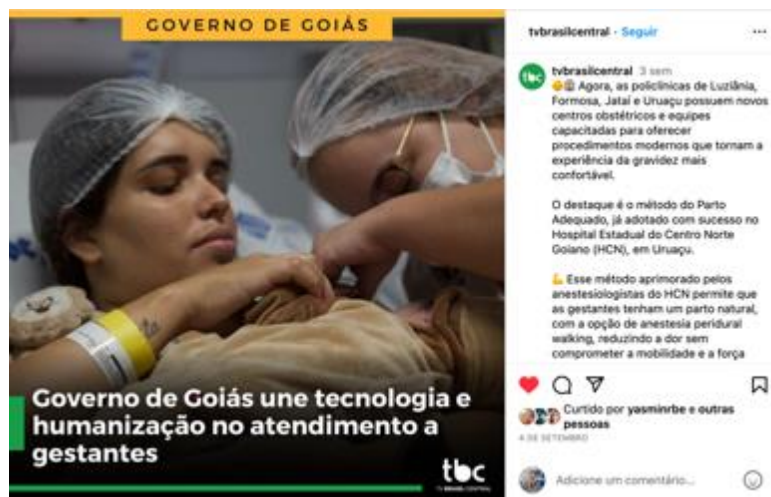 GOVERNO DE GOIÁS
Governo de Goiás une tecnologia e
humanização no atendimento a
gestantes
tbc
TV BRASIL CENTRAL
tvbrasilcentral • Seguir
tbc
tvbrasilcentral 3 sem
😍🏥 Agora, as policlínicas de Luziânia,
Formosa, Jataí e Uruaçu possuem novos
centros obstétricos e equipes
capacitadas para oferecer
procedimentos modernos que tornam a
experiência da gravidez mais
confortável.
O destaque é o método do Parto
Adequado, já adotado com sucesso no
Hospital Estadual do Centro Norte
Goiano (HCN), em Uruaçu.
💪 Esse método aprimorado pelos
anestesiologistas do HCN permite que
as gestantes tenham um parto natural,
com a opção de anestesia peridural
walking, reduzindo a dor sem
comprometer a mobilidade e a força
Curtido por yasminrbe e outras
pessoas
4 DE SETEMBRO
Adicione um comentário...